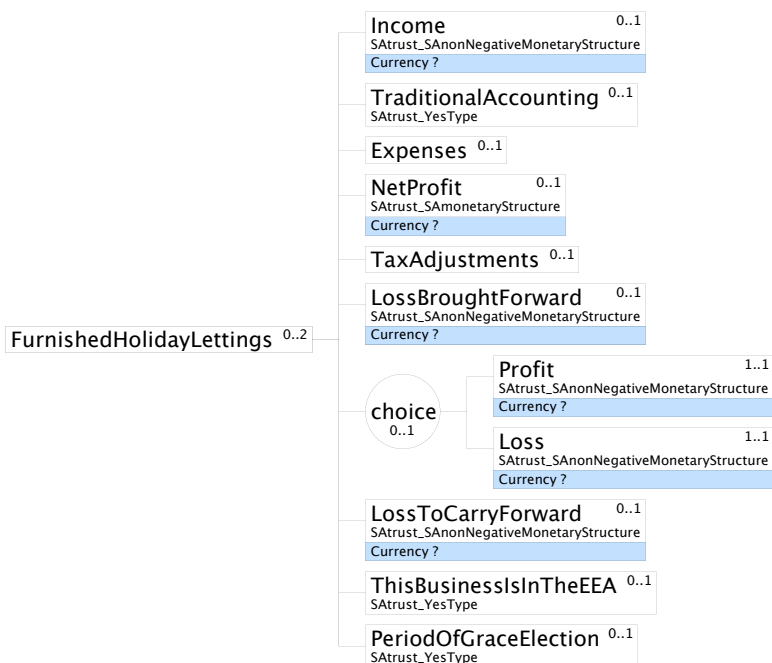 Income 0..1
SAtrust_SAnonNegativeMonetaryStructure
Currency ?
TraditionalAccounting 0..1
SAtrust_YesType
Expenses 0..1
NetProfit 0..1
SAtrust_SAmonetaryStructure
Currency ?
TaxAdjustments 0..1
LossBroughtForward 0..1
SAtrust_SAnonNegativeMonetaryStructure
Currency ?
FurnishedHolidayLettings 0..2
choice
0..1
Profit 1..1
SAtrust_SAnonNegativeMonetaryStructure
Currency ?
Loss 1..1
SAtrust_SAnonNegativeMonetaryStructure
Currency ?
LossToCarryForward 0..1
SAtrust_SAnonNegativeMonetaryStructure
Currency ?
ThisBusinessIsInTheEEA 0..1
SAtrust_YesType
PeriodOfGraceElection 0..1
SAtrust_YesType